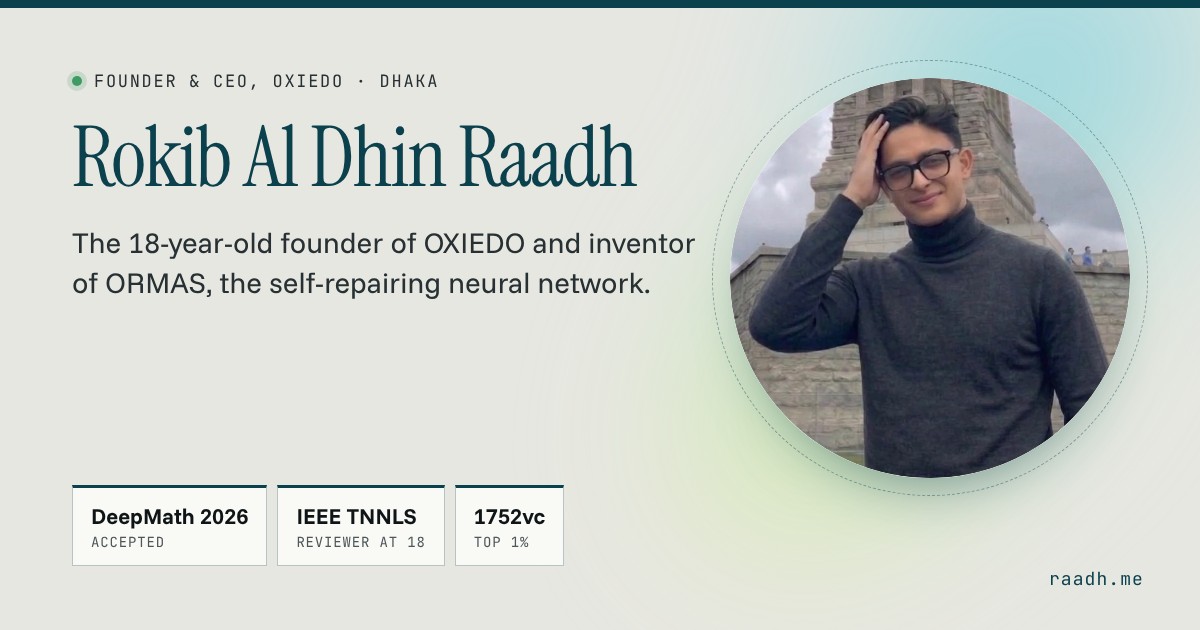 FOUNDER & CEO, OXIEDO · DHAKA
Rokib Al Dhin Raadh
The 18-year-old founder of OXIEDO and inventor
of ORMAS, the self-repairing neural network.
DeepMath 2026
ACCEPTED
IEEE TNNLS
REVIEWER AT 18
1752vc
TOP 1%
raadh.me